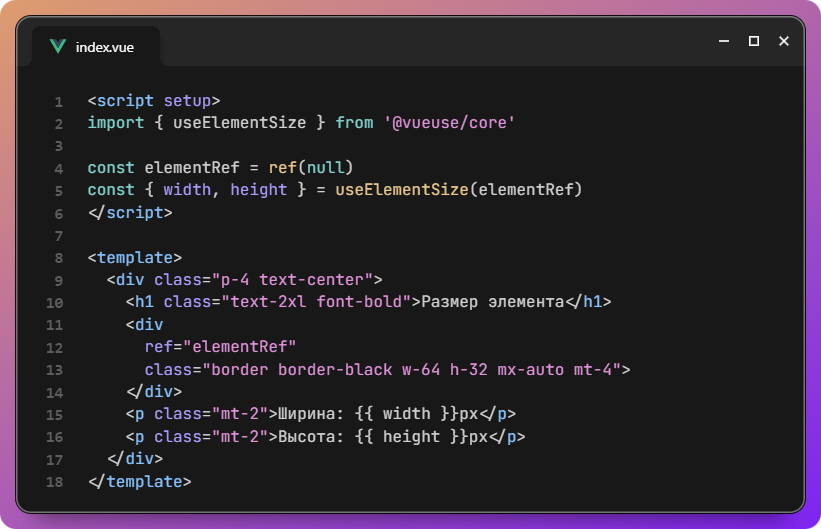 index.vue
1 <script setup>
2 import { useElementSize } from '@vueuse/core'
3
4 const elementRef = ref(null)
5 const { width, height } = useElementSize(elementRef)
6 </script>
7
8 <template>
9   <div class="p-4 text-center">
10     <h1 class="text-2xl font-bold">Размер элемента</h1>
11     <div
12       ref="elementRef"
13       class="border border-black w-64 h-32 mx-auto mt-4">
14     </div>
15     <p class="mt-2">Ширина: {{ width }}px</p>
16     <p class="mt-2">Высота: {{ height }}px</p>
17   </div>
18 </template>